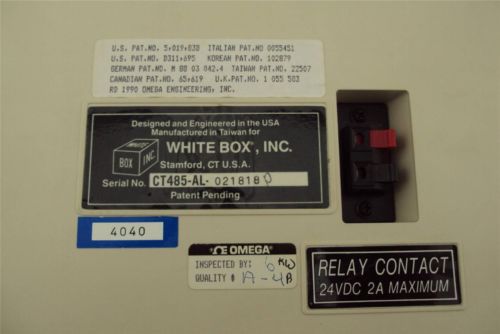 U.S. PAT.NO. 5,019,838 ITALIAN PAT.NO 0055451
U.S. PAT.NO. D311,695 KOREAN PAT.NO. 102879
GERMAN PAT.NO. M 88 03 042.4 TAIWAN PAT.NO. 22507
CANADIAN PAT.NO. 65,619 U.K.PAT.NO. 1 055 583
RD 1990 OMEGA ENGINEERING, INC.
Designed and Engineered in the USA
Manufactured in Taiwan for
BOX INC
WHITE BOX, INC.
Stamford, CT U.S.A.
Serial No. CT485-AL- 021818
Patent Pending
4040
OMEGA
INSPECTED BY: 6 KW
QUALITY # A-4B
RELAY CONTACT
24VDC 2A MAXIMUM